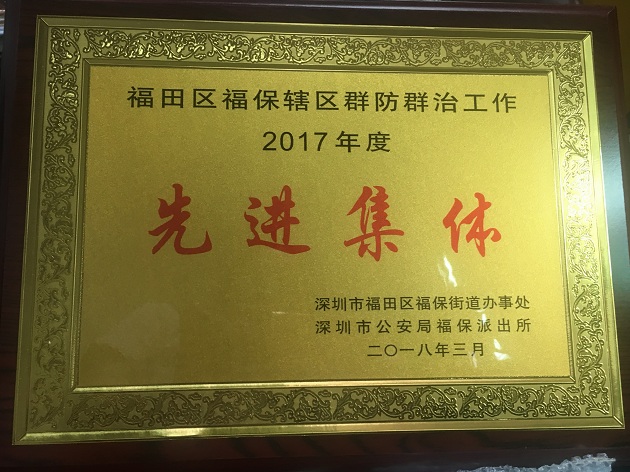 福田区福保辖区群防群治工作
2017年度
先进集体
深圳市福田区福保街道办事处
深圳市公安局福保派出所
二〇一八年三月